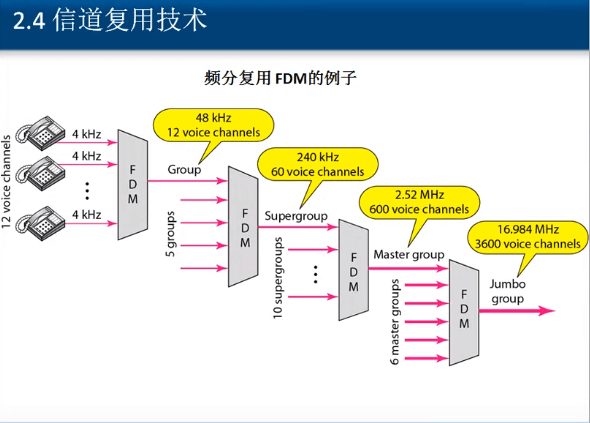 2.4 信道复用技术
频分复用 FDM的例子
12 voice channels
4 kHz
4 kHz
4 kHz
FDM
48 kHz
12 voice channels
Group
5 groups
FDM
240 kHz
60 voice channels
Supergroup
10 supergroups
FDM
2.52 MHz
600 voice channels
Master group
6 master groups
FDM
16.984 MHz
3600 voice channels
Jumbo
group